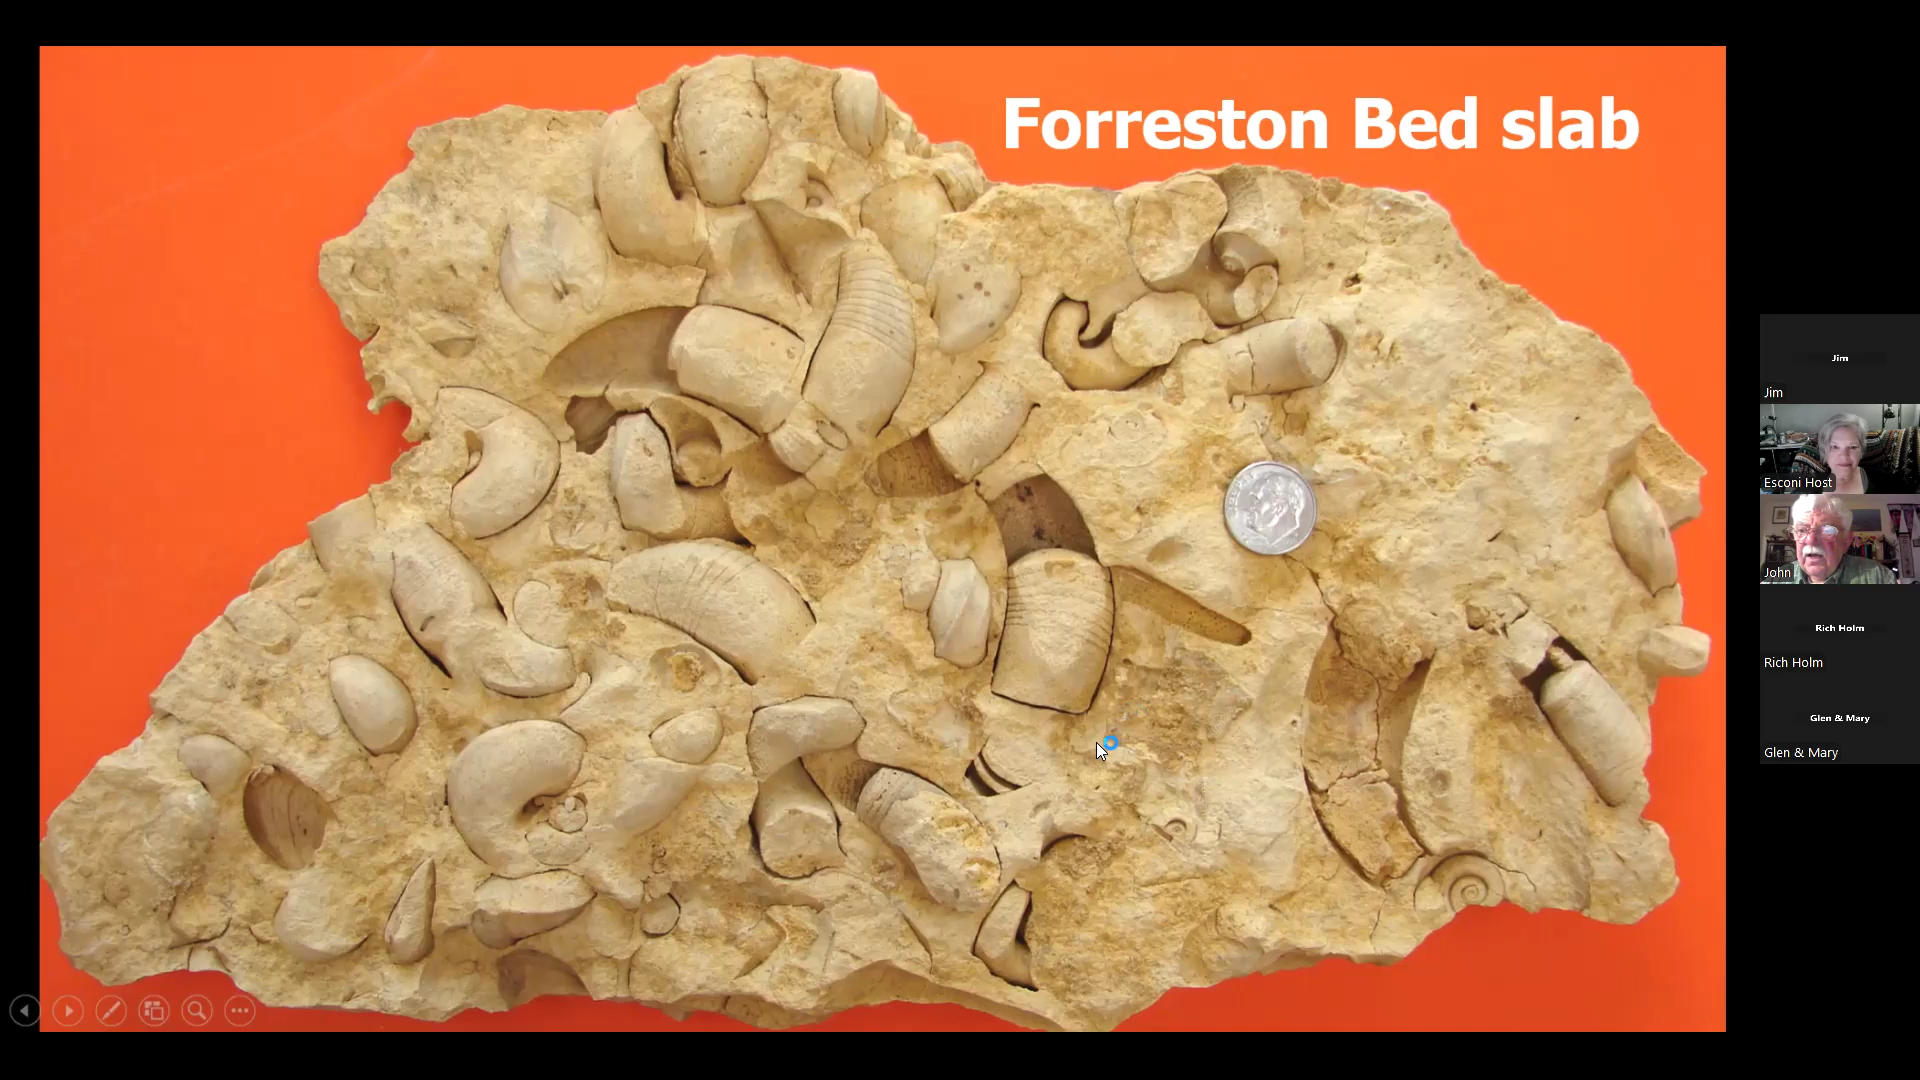 Forreston Bed slab
Jim
Jim
Esconi Host
John
Rich Holm
Rich Holm
Glen & Mary
Glen & Mary